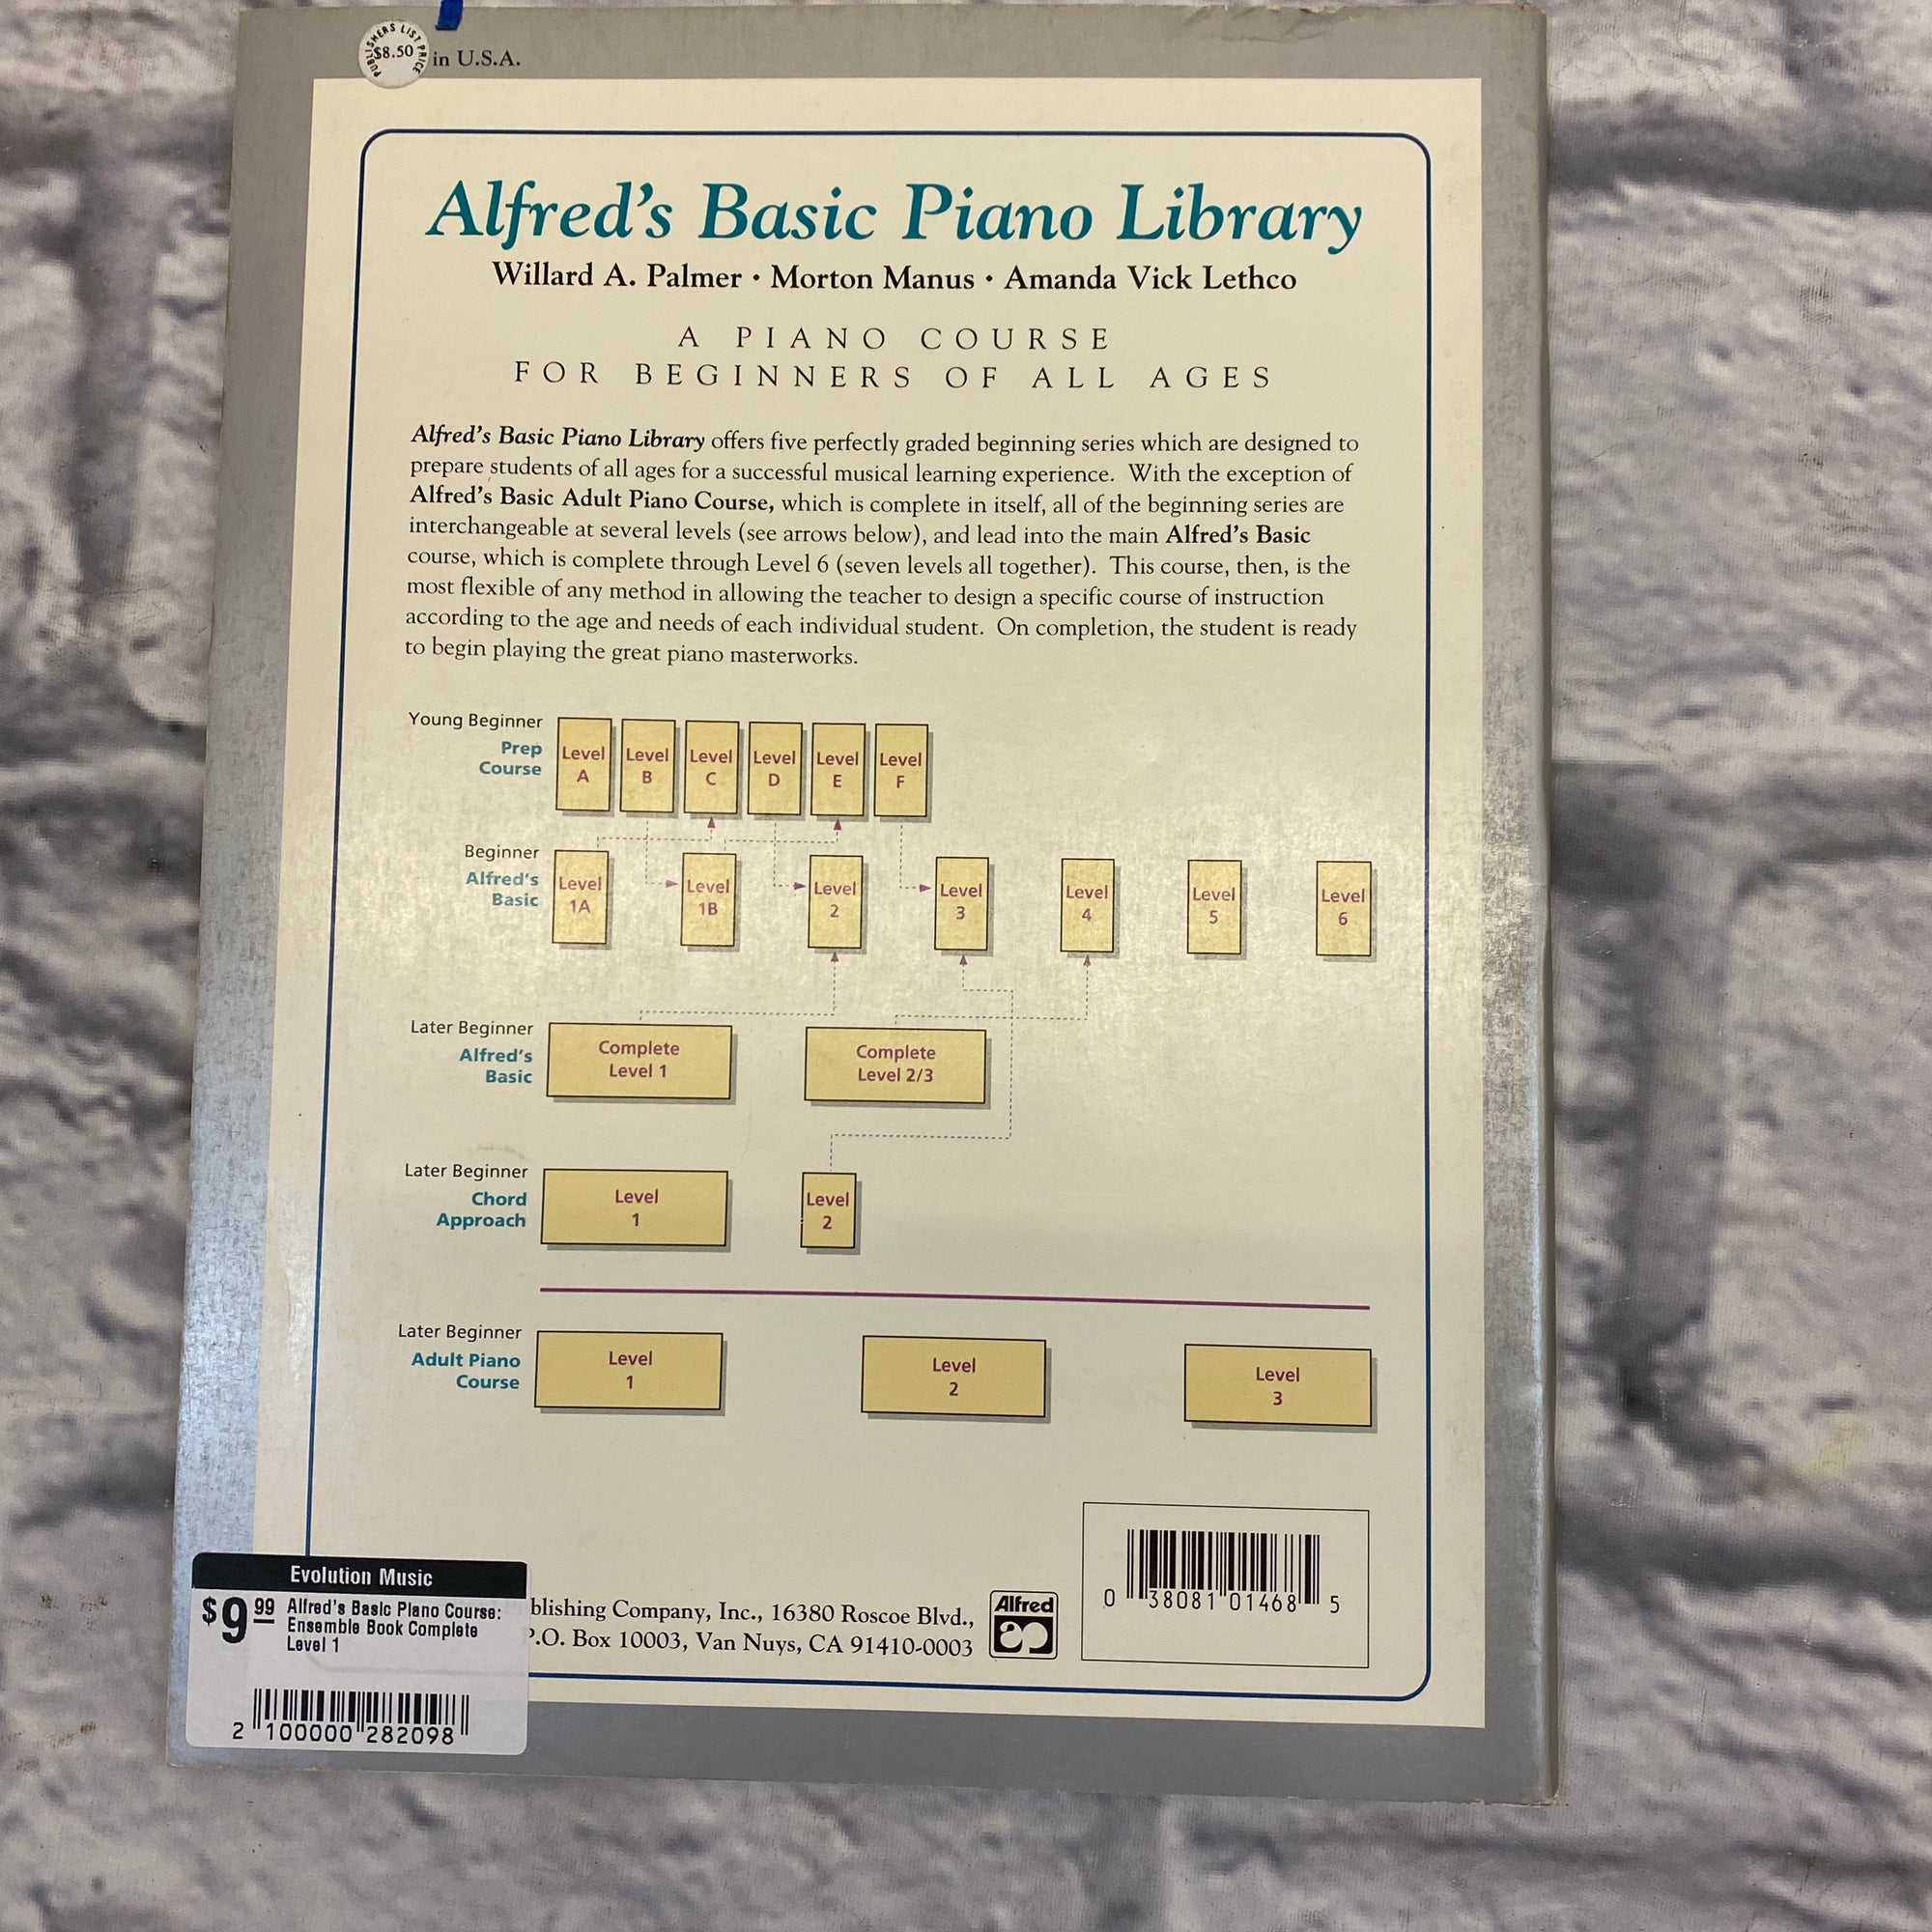 PUBLISHERS LIST PRICE
$8.50
in U.S.A.
Alfred's Basic Piano Library
Willard A. Palmer • Morton Manus • Amanda Vick Lethco
A PIANO COURSE
FOR BEGINNERS OF ALL AGES
Alfred's Basic Piano Library offers five perfectly graded beginning series which are designed to
prepare students of all ages for a successful musical learning experience. With the exception of
Alfred's Basic Adult Piano Course, which is complete in itself, all of the beginning series are
interchangeable at several levels (see arrows below), and lead into the main Alfred's Basic
course, which is complete through Level 6 (seven levels all together). This course, then, is the
most flexible of any method in allowing the teacher to design a specific course of instruction
according to the age and needs of each individual student. On completion, the student is ready
to begin playing the great piano masterworks.
Young Beginner
Prep
Course
Level
A
Level
B
Level
C
Level
D
Level
E
Level
F
Beginner
Alfred's
Basic
Level
1A
Level
1B
Level
2
Level
3
Level
4
Level
5
Level
6
Later Beginner
Alfred's
Basic
Complete
Level 1
Complete
Level 2/3
Later Beginner
Chord
Approach
Level
1
Level
2
Later Beginner
Adult Piano
Course
Level
1
Level
2
Level
3
blishing Company, Inc., 16380 Roscoe Blvd.,
P.O. Box 10003, Van Nuys, CA 91410-0003
Alfred
0 38081 01468 5
Evolution Music
$9.99
Alfred's Basic Piano Course:
Ensemble Book Complete
Level 1
2 100000 282098